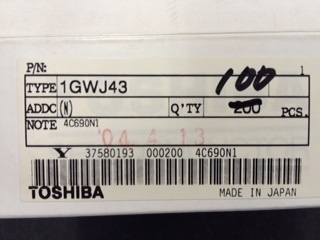 P/N:
1
TYPE 1GWJ43 100
ADDC (N) Q'TY 200 PCS.
NOTE 4C690N1
'04. 4. 13
Y 37580193 000200 4C690N1
TOSHIBA MADE IN JAPAN